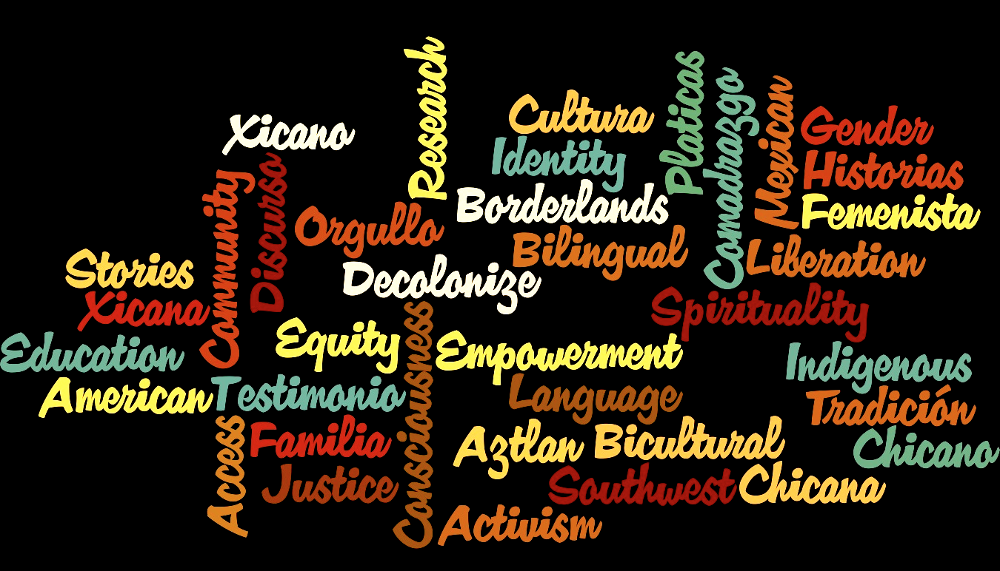 Research
Platicas
Comadrazgo
Mexican
Cultura
Gender
Xicano
Identity
Historias
Discurso
Community
Borderlands
Femenista
Orgullo
Bilingual
Liberation
Stories
Decolonize
Xicana
Spirituality
Consciousness
Equity
Empowerment
Education
Indigenous
American
Testimonio
Language
Tradición
Access
Familia
Aztlan
Bicultural
Chicano
Justice
Southwest
Chicana
Activism